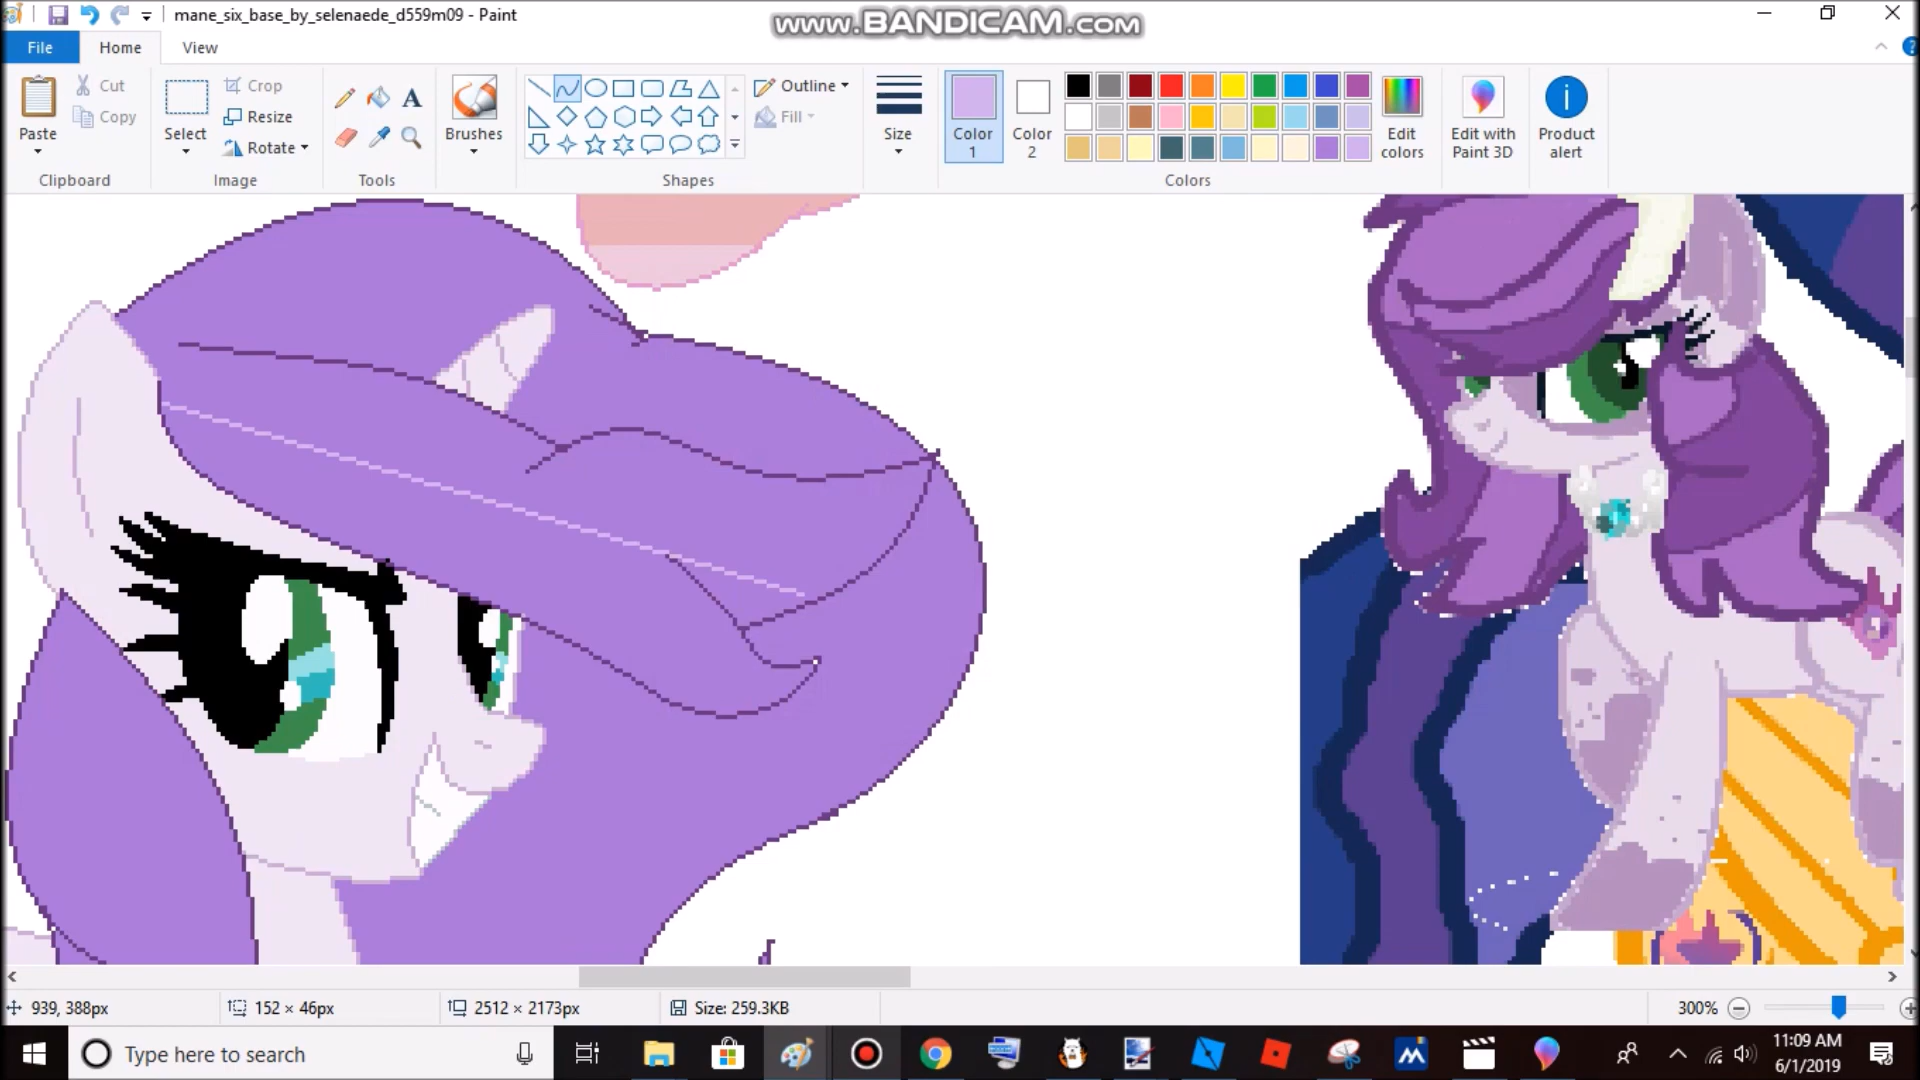 mane_six_base_by_selenaede_d559m09 - Paint
www.BANDICAM.com
File
Home
View
Paste
Cut
Copy
Clipboard
Select
Crop
Resize
Rotate
Image
A
Tools
Brushes
Shapes
Outline
Fill
Size
Color
1
Color
2
Colors
Edit
colors
Edit with
Paint 3D
Product
alert
939, 388px
152 × 46px
2512 × 2173px
Size: 259.3KB
300%
Type here to search
11:09 AM
6/1/2019